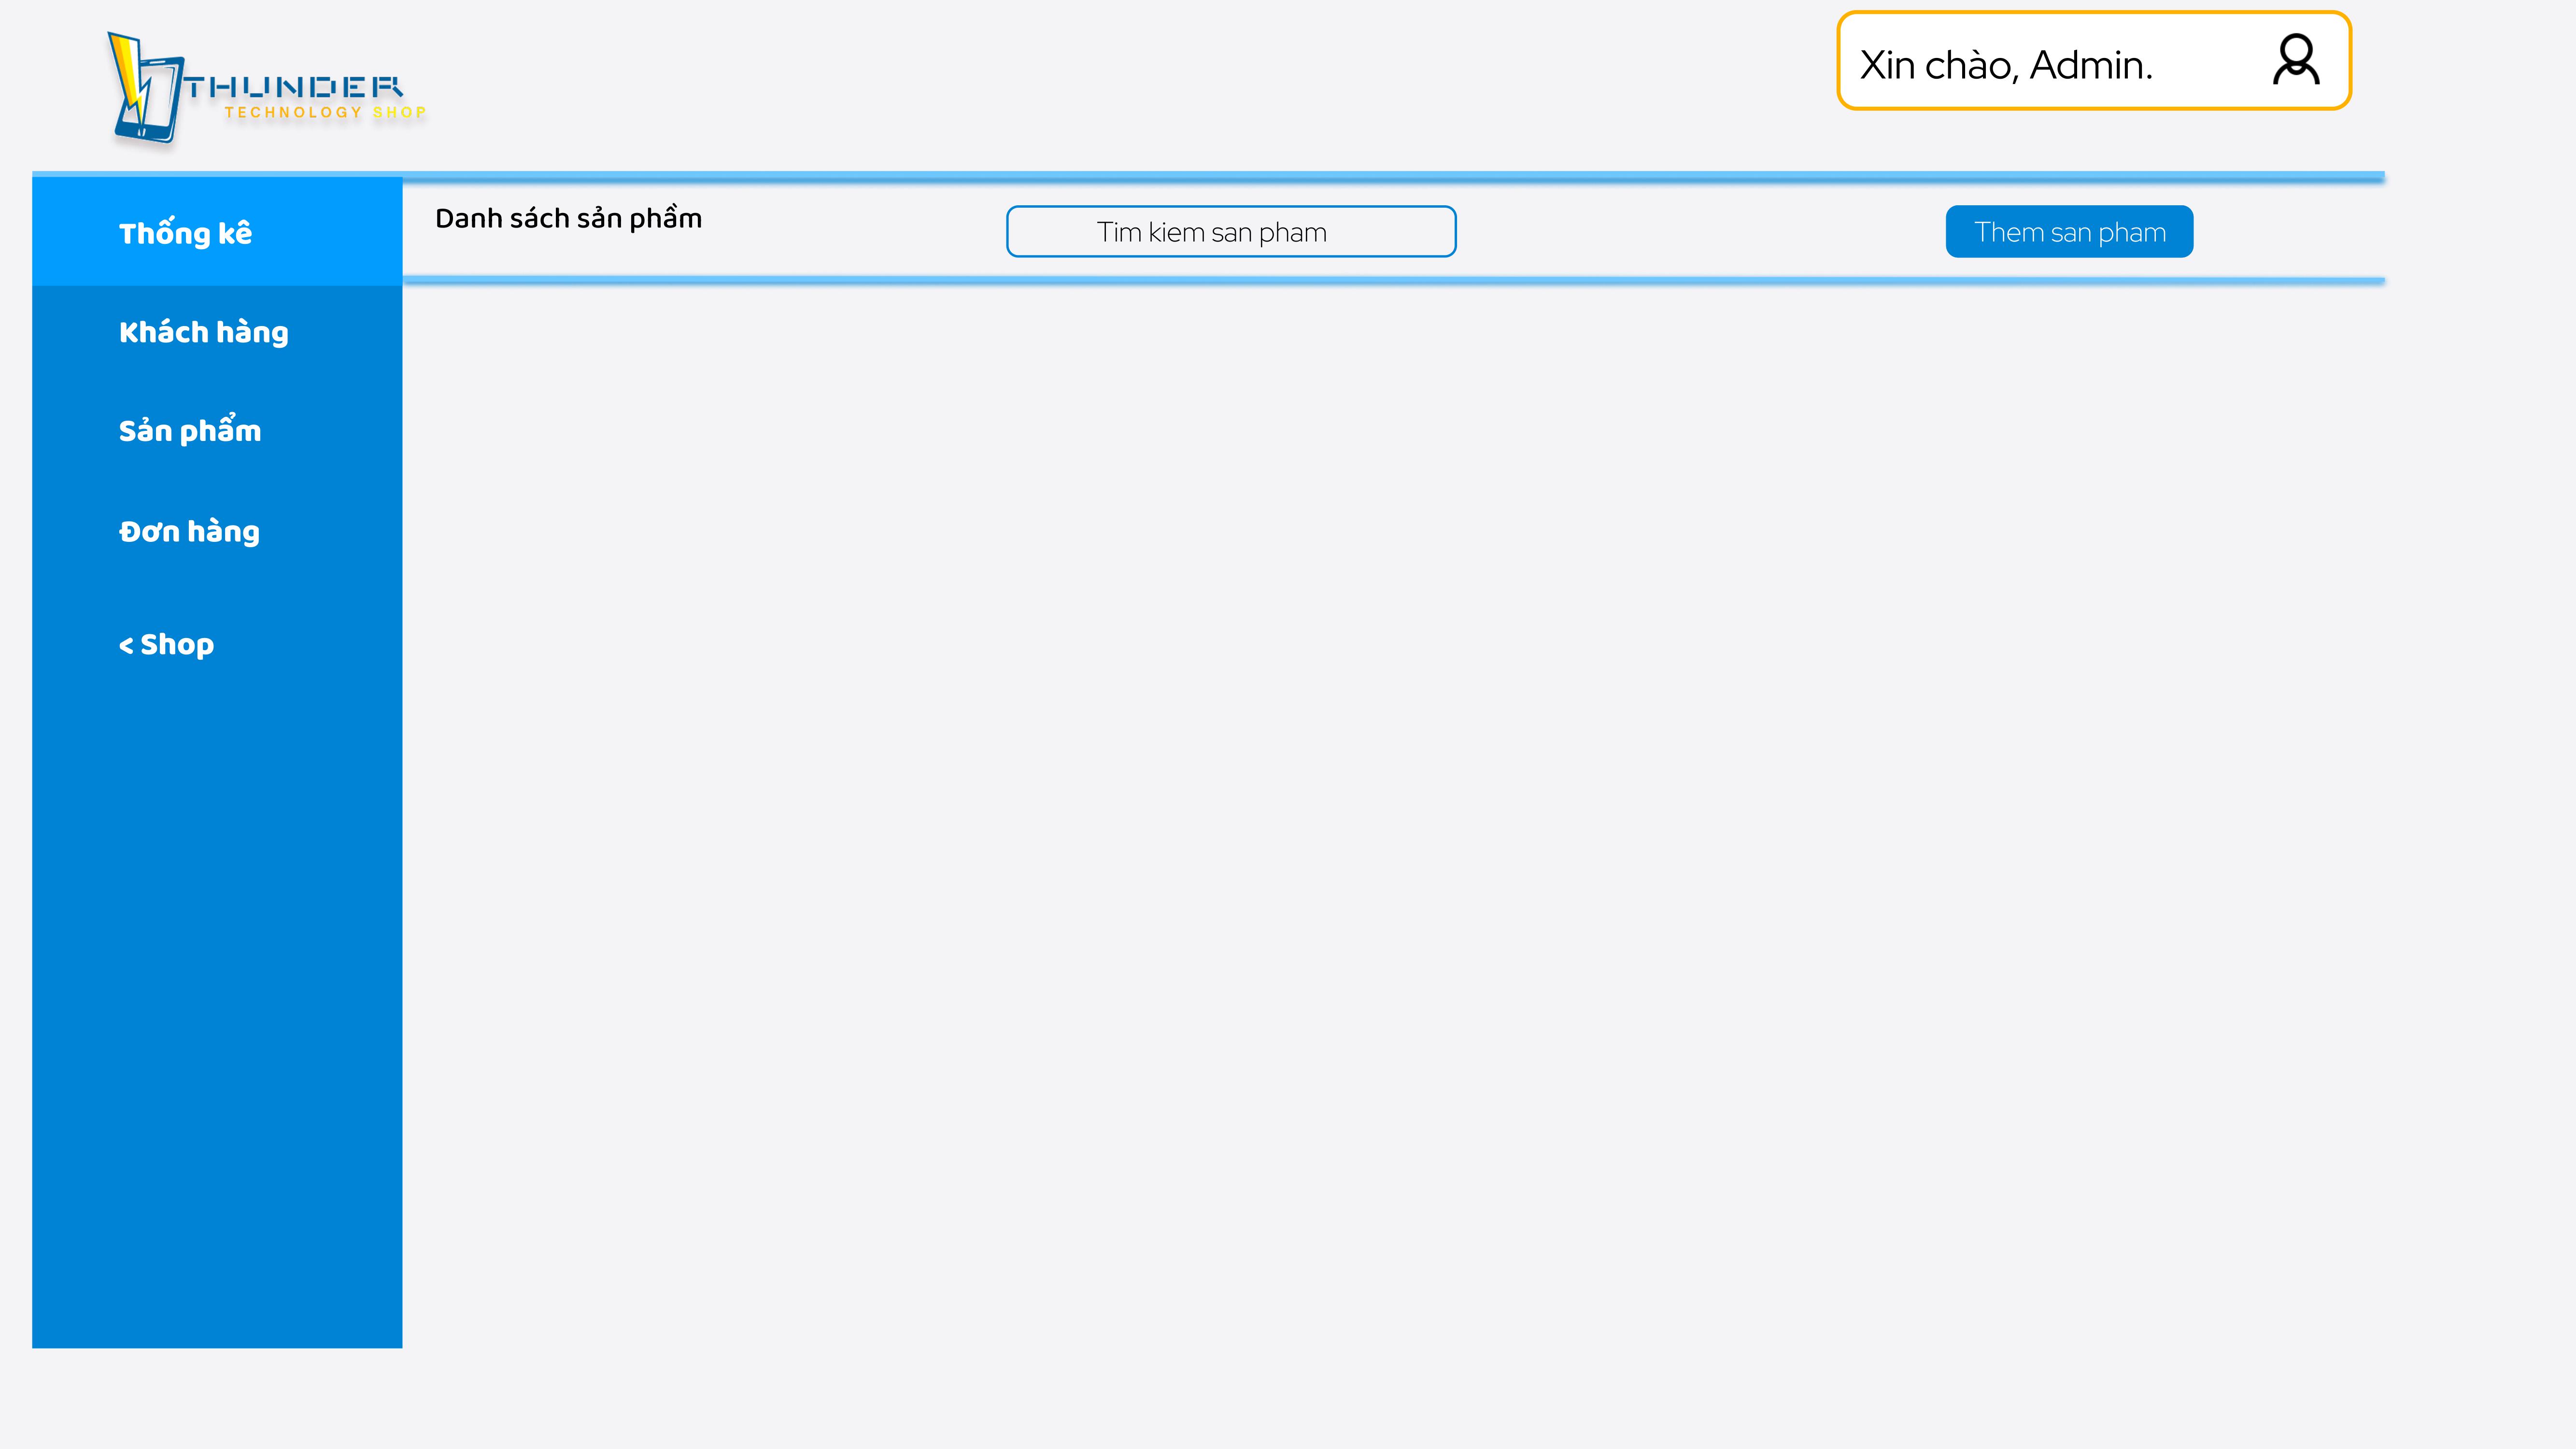 THUNDER
TECHNOLOGY SHOP
Xin chào, Admin.
Thống kê
Danh sách sản phầm
Tim kiem san pham
Them san pham
Khách hàng
Sản phẩm
Đơn hàng
< Shop